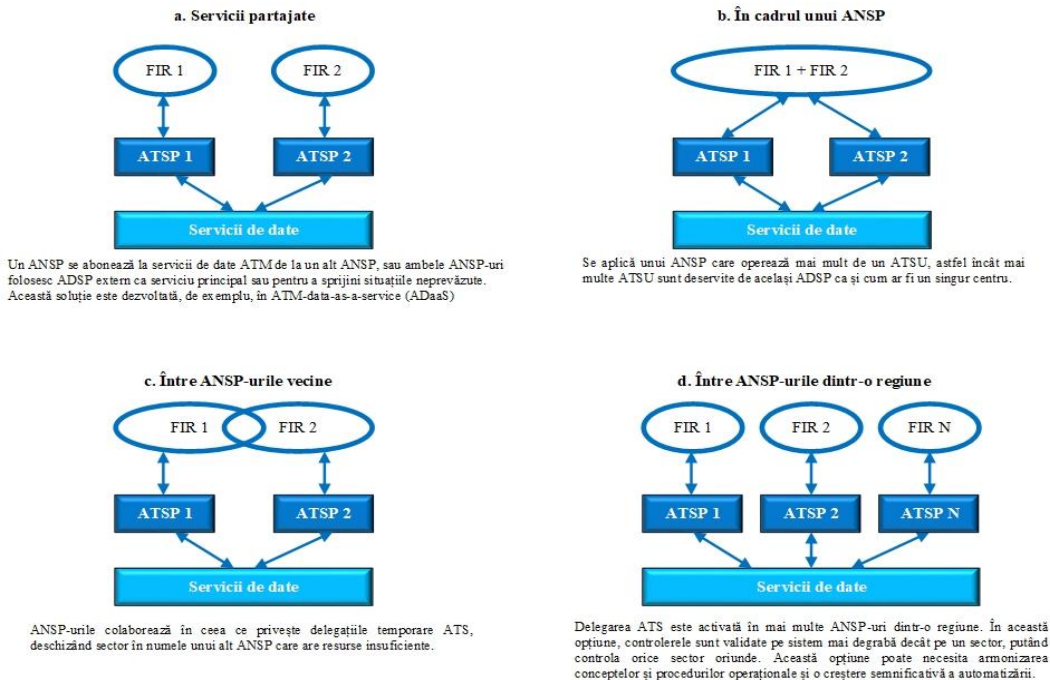 a. Servicii partajate
FIR 1
FIR 2
ATSP 1
ATSP 2
Servicii de date
Un ANSP se abonează la servicii de date ATM de la un alt ANSP, sau ambele ANSP-uri
folosesc ADSP extern ca serviciu principal sau pentru a sprijini situațiile neprevăzute.
Această soluție este dezvoltată, de exemplu, în ATM-data-as-a-service (ADaaS)
b. În cadrul unui ANSP
FIR 1 + FIR 2
ATSP 1
ATSP 2
Servicii de date
Se aplică unui ANSP care operează mai mult de un ATSU, astfel încât mai
multe ATSU sunt deservite de același ADSP ca și cum ar fi un singur centru.
c. Între ANSP-urile vecine
FIR 1
FIR 2
ATSP 1
ATSP 2
Servicii de date
ANSP-urile colaborează în ceea ce privește delegațiile temporare ATS,
deschizând sector în numele unui alt ANSP care are resurse insuficiente.
d. Între ANSP-urile dintr-o regiune
FIR 1
FIR 2
FIR N
ATSP 1
ATSP 2
ATSP N
Servicii de date
Delegarea ATS este activată în mai multe ANSP-uri dintr-o regiune. În această
opțiune, controlerele sunt validate pe sistem mai degrabă decât pe un sector, putând
controla orice sector oriunde. Această opțiune poate necesita armonizarea
conceptelor și procedurilor operaționale și o creștere semnificativă a automatizării.